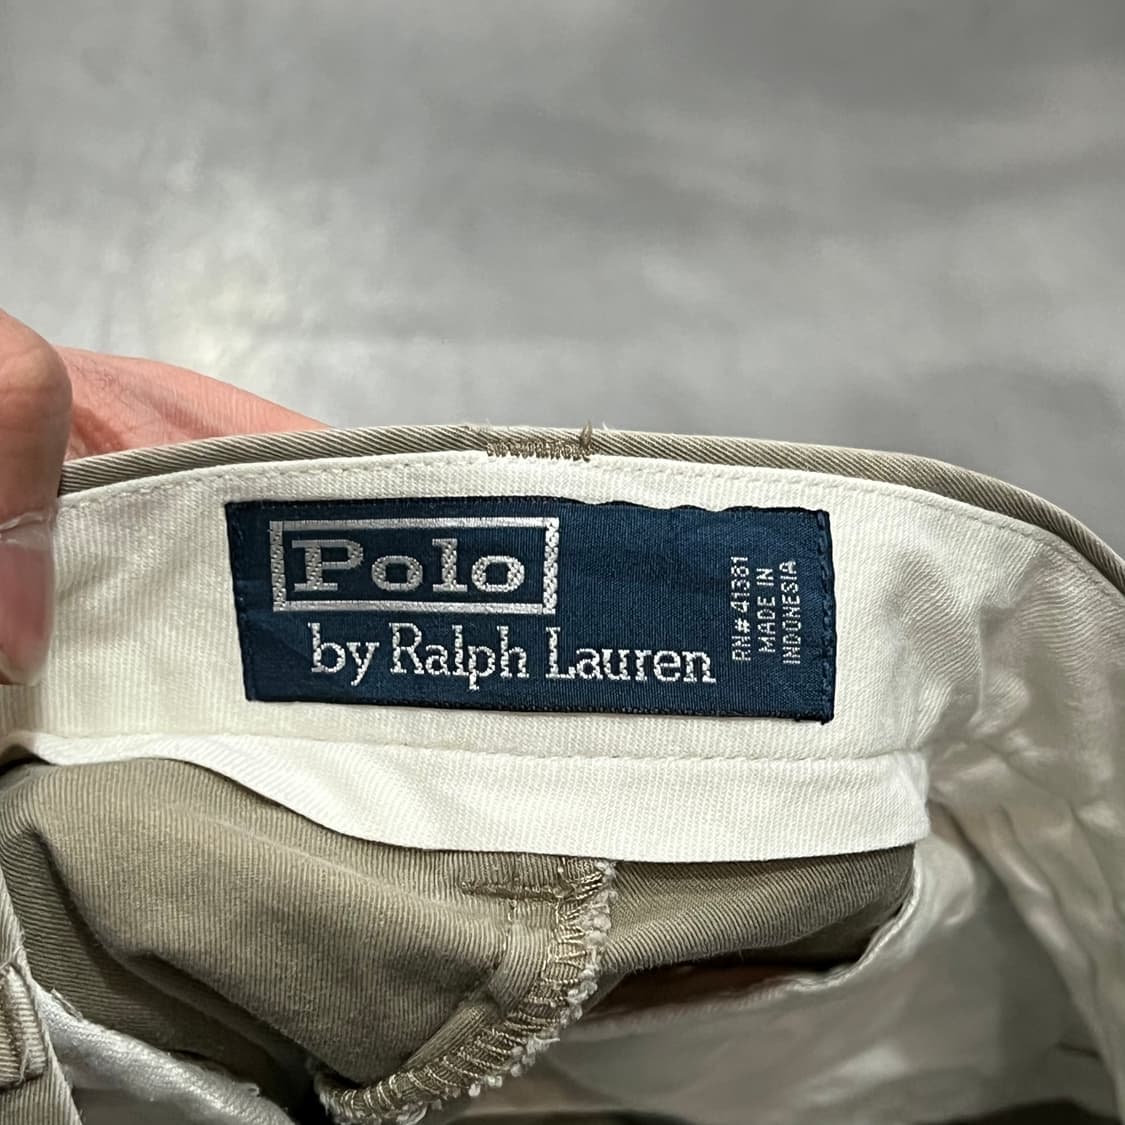 Polo
by Ralph Lauren
RN# 41381
MADE IN
INDONESIA